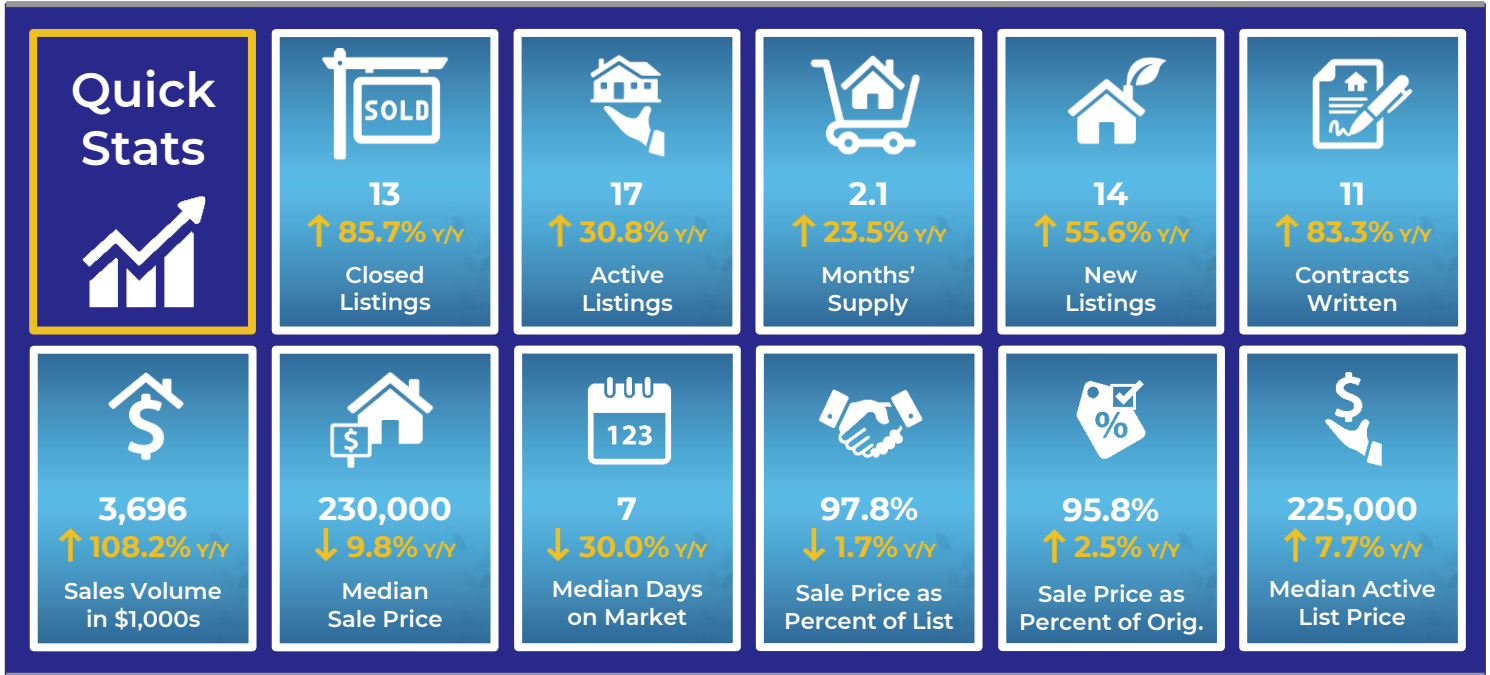 Quick
Stats
SOLD
13
↑ 85.7% Y/Y
Closed
Listings
17
↑ 30.8% Y/Y
Active
Listings
2.1
↑ 23.5% Y/Y
Months’
Supply
14
↑ 55.6% Y/Y
New
Listings
11
↑ 83.3% Y/Y
Contracts
Written
$
3,696
↑ 108.2% Y/Y
Sales Volume
in $1,000s
$
230,000
↓ 9.8% Y/Y
Median
Sale Price
123
7
↓ 30.0% Y/Y
Median Days
on Market
97.8%
↓ 1.7% Y/Y
Sale Price as
Percent of List
%
95.8%
↑ 2.5% Y/Y
Sale Price as
Percent of Orig.
$
225,000
↑ 7.7% Y/Y
Median Active
List Price